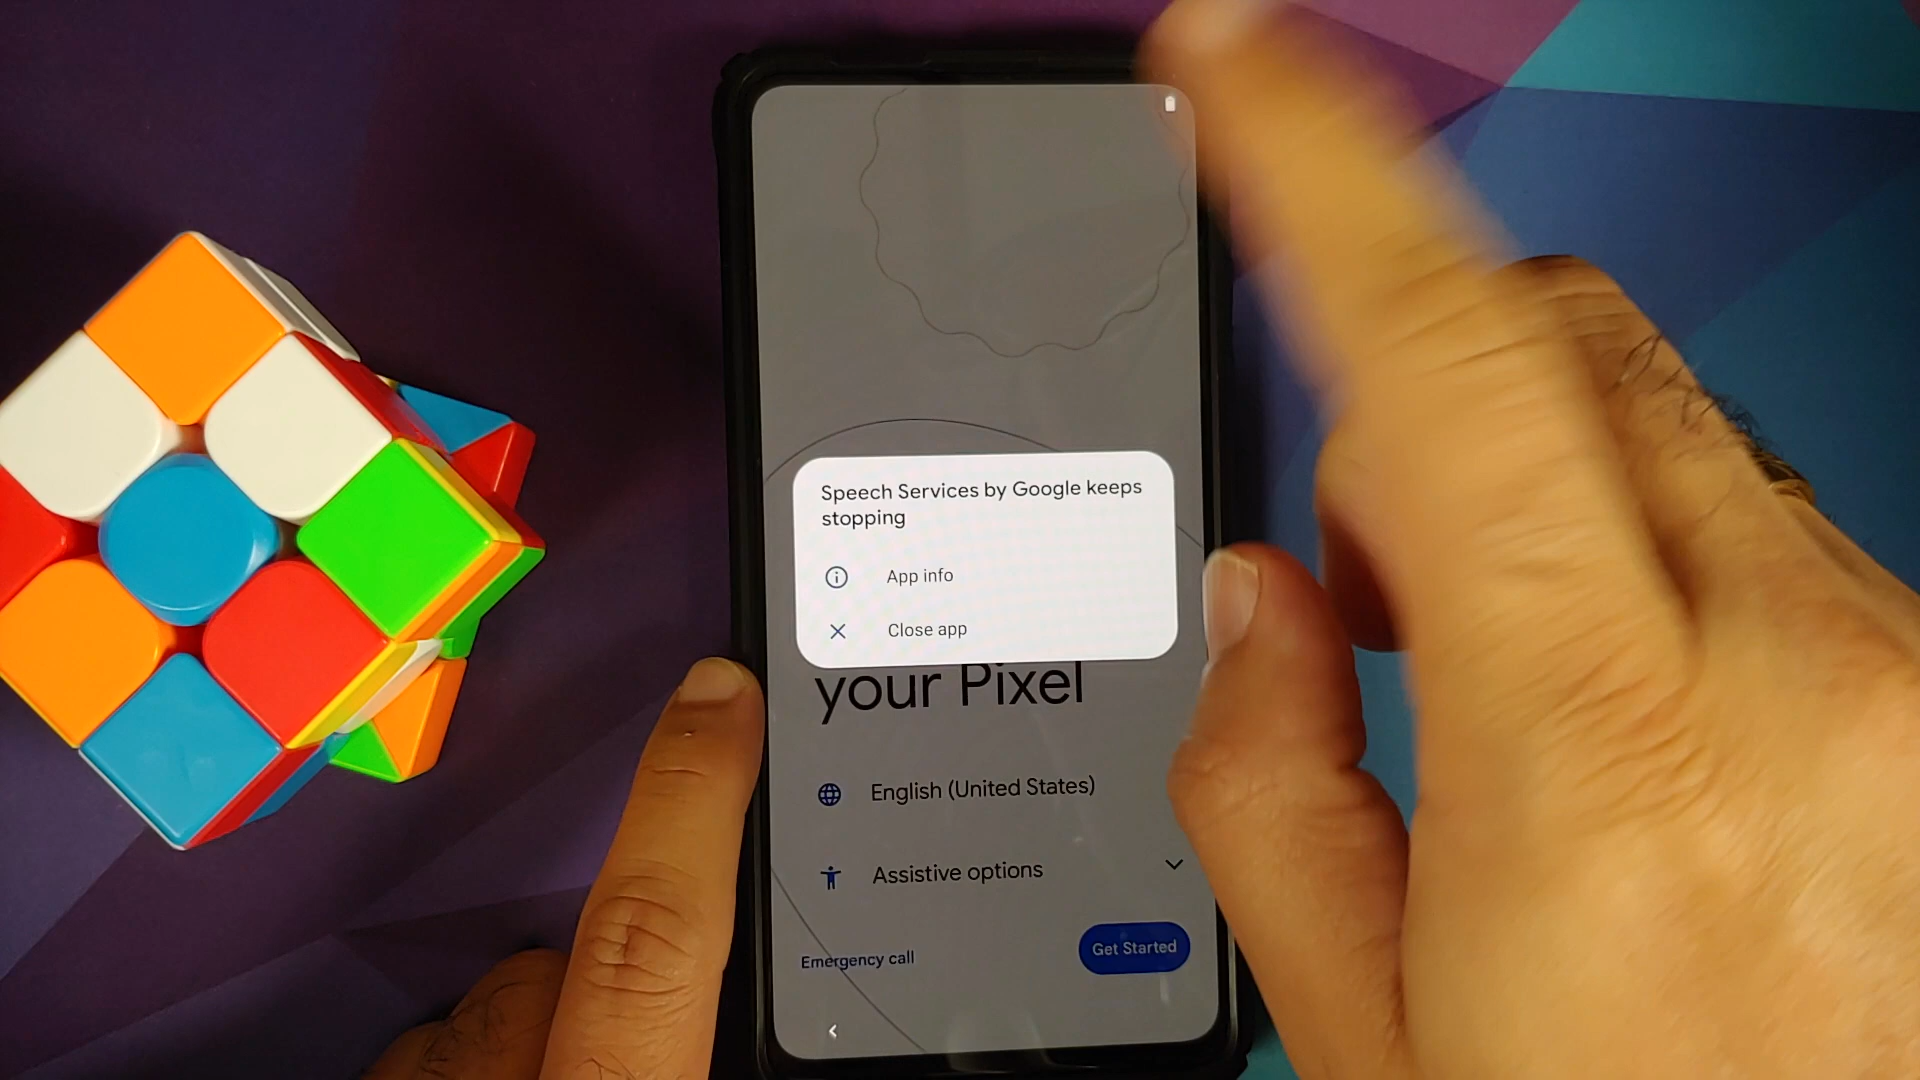 Speech Services by Google keeps
stopping
App info
Close app
your Pixel
English (United States)
Assistive options
Emergency call
Get Started